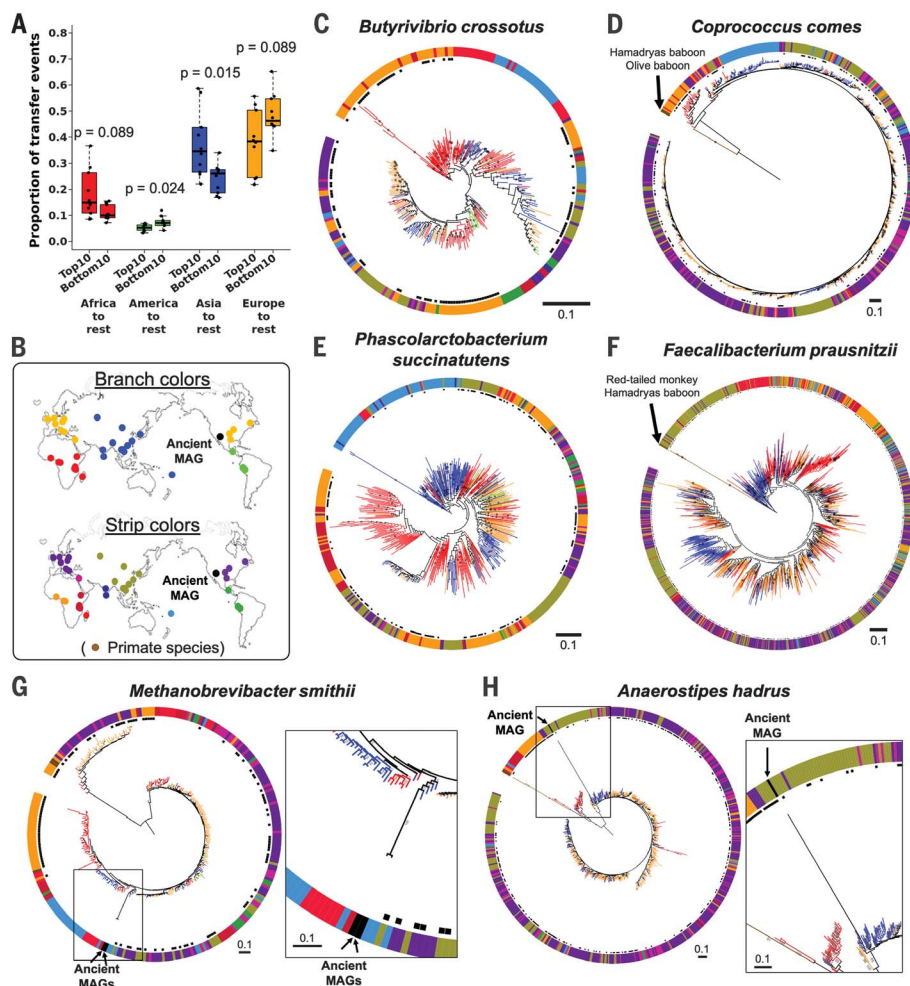 A
Proportion of transfer events
0.8
0.7
0.6
0.5
0.4
0.3
0.2
0.1
0.0
p = 0.089
p = 0.024
p = 0.015
p = 0.089
Top10
Bottom10
Top10
Bottom10
Top10
Bottom10
Top10
Bottom10
Africa to rest
America to rest
Asia to rest
Europe to rest
B
Branch colors
Ancient
MAG
Strip colors
Ancient
MAG
( Primate species)
C
Butyrivibrio crossotus
0.1
D
Coprococcus comes
Hamadryas baboon
Olive baboon
0.1
E
Phascolarctobacterium
succinatutens
0.1
F
Faecalibacterium prausnitzii
Red-tailed monkey
Hamadryas baboon
0.1
G
Methanobrevibacter smithii
Ancient
MAGs
0.1
0.1
Ancient
MAGs
H
Anaerostipes hadrus
Ancient
MAG
0.1
Ancient
MAG
0.1